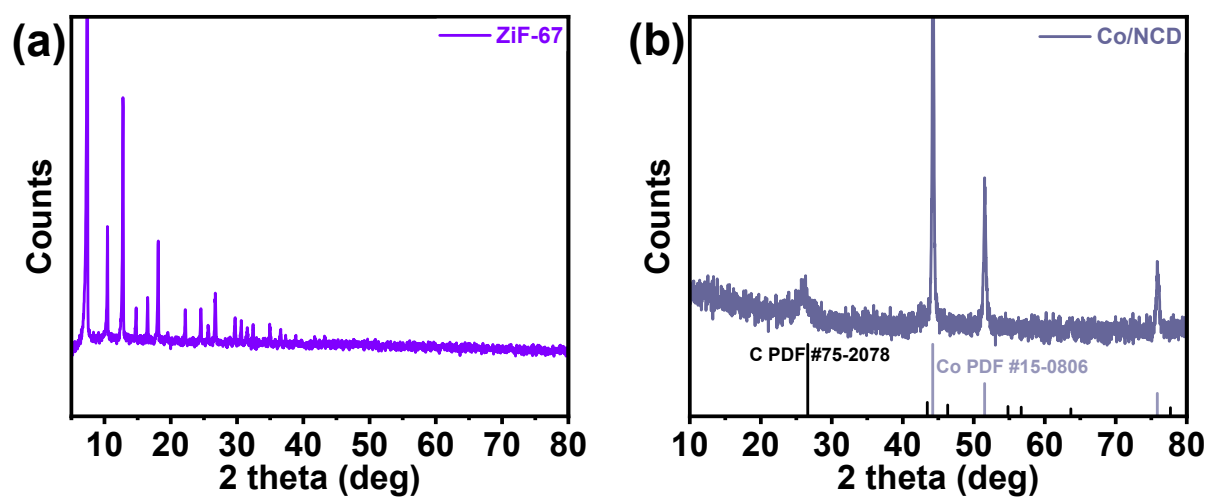 (a)
ZiF-67
Counts
10 20 30 40 50 60 70 80
2 theta (deg)
(b)
Co/NCD
Counts
C PDF #75-2078
Co PDF #15-0806
10 20 30 40 50 60 70 80
2 theta (deg)